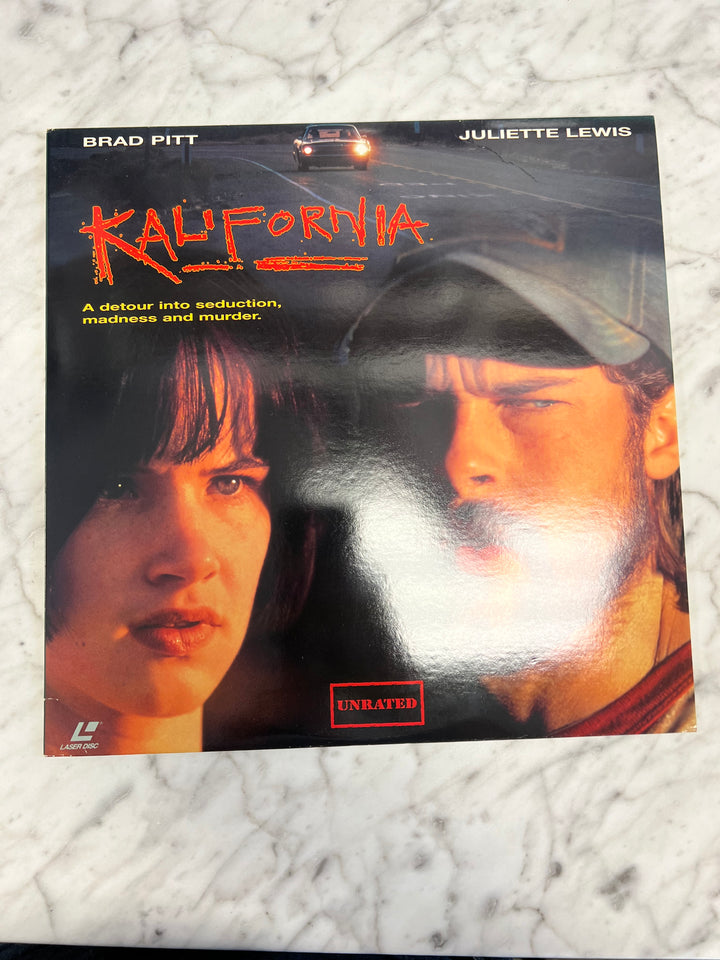 BRAD PITT
JULIETTE LEWIS
KALIFORNIA
A detour into seduction,
madness and murder.
UNRATED
LASER DISC